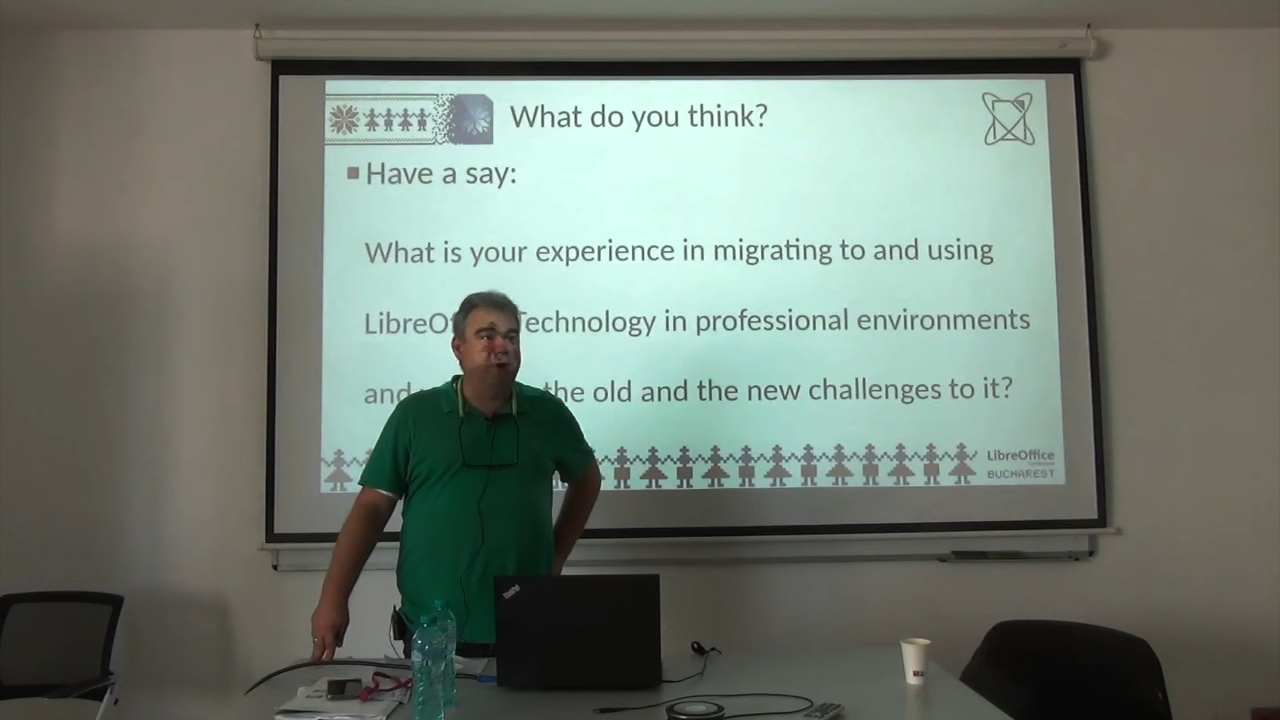 What do you think?
Have a say:
What is your experience in migrating to and using
Technology in professional environments
and the old and the new challenges to it?
LibreOffice
BUCHAREST
ThinkPad